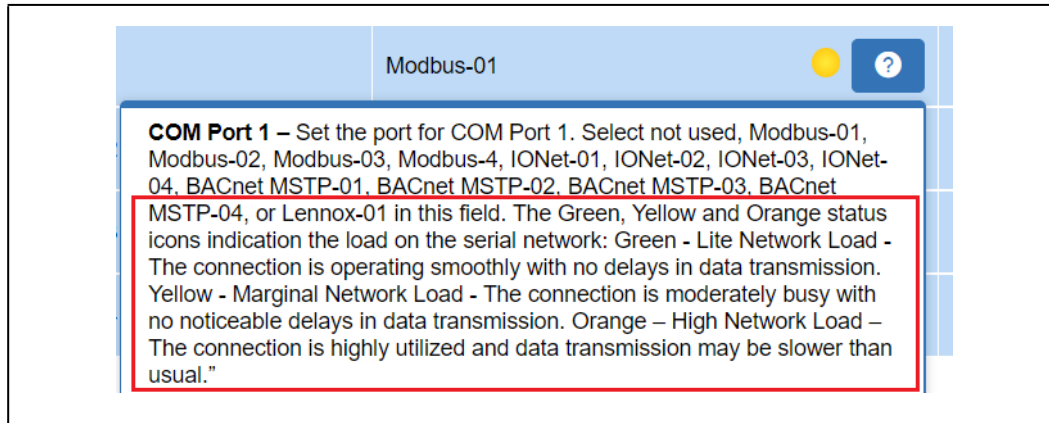 Modbus-01
?
COM Port 1 – Set the port for COM Port 1. Select not used, Modbus-01,
Modbus-02, Modbus-03, Modbus-4, IONet-01, IONet-02, IONet-03, IONet-
04, BACnet MSTP-01, BACnet MSTP-02, BACnet MSTP-03, BACnet
MSTP-04, or Lennox-01 in this field. The Green, Yellow and Orange status
icons indication the load on the serial network: Green - Lite Network Load -
The connection is operating smoothly with no delays in data transmission.
Yellow - Marginal Network Load - The connection is moderately busy with
no noticeable delays in data transmission. Orange – High Network Load –
The connection is highly utilized and data transmission may be slower than
usual.”